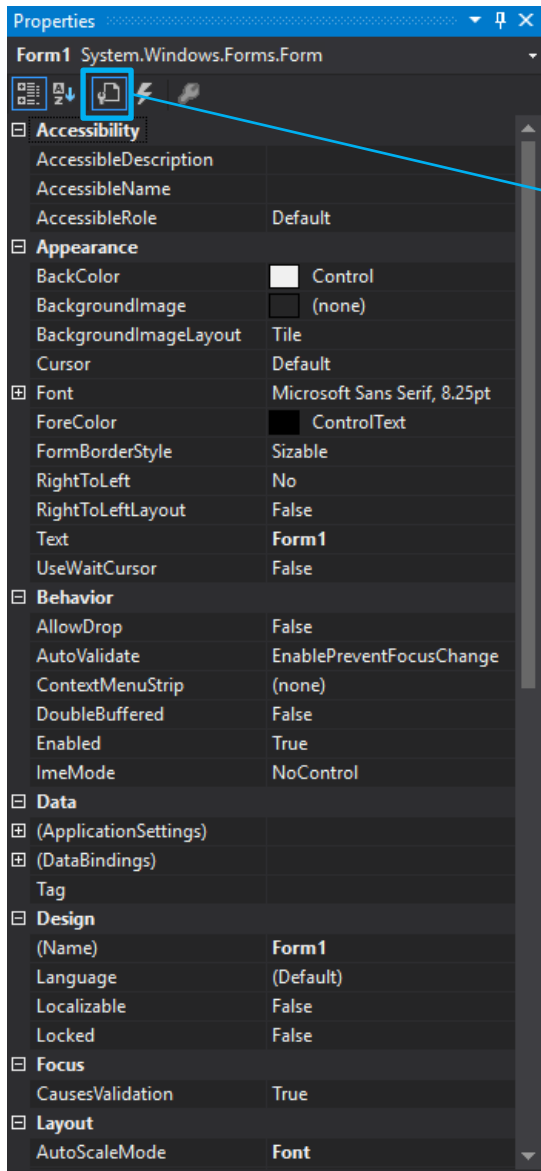 Properties
Form1 System.Windows.Forms.Form
Accessibility
AccessibleDescription
AccessibleName
AccessibleRole Default
Appearance
BackColor Control
BackgroundImage (none)
BackgroundImageLayout Tile
Cursor Default
Font Microsoft Sans Serif, 8.25pt
ForeColor ControlText
FormBorderStyle Sizable
RightToLeft No
RightToLeftLayout False
Text Form1
UseWaitCursor False
Behavior
AllowDrop False
AutoValidate EnablePreventFocusChange
ContextMenuStrip (none)
DoubleBuffered False
Enabled True
ImeMode NoControl
Data
(ApplicationSettings)
(DataBindings)
Tag
Design
(Name) Form1
Language (Default)
Localizable False
Locked False
Focus
CausesValidation True
Layout
AutoScaleMode Font